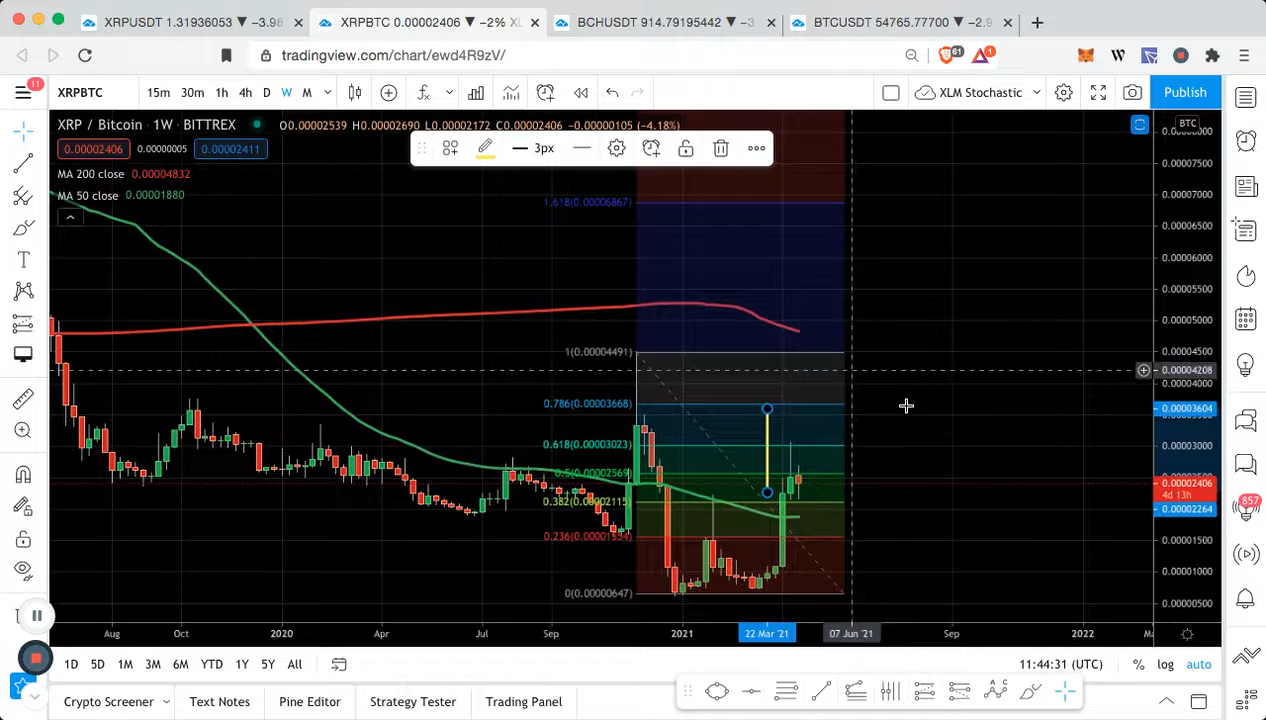 XRPUSDT 1.31936053 ▼ −3.98
XRPBTC 0.00002406 ▼ −2% XL
BCHUSDT 914.79195442 ▼ −3
BTCUSDT 54765.77700 ▼ −2.9
tradingview.com/chart/ewd4R9zV/
61
1
11
XRPBTC
15m 30m 1h 4h D W M
XLM Stochastic
Publish
XRP / Bitcoin · 1W · BITTREX O0.00002539 H0.00002690 L0.00002172 C0.00002406 −0.00000105 (−4.18%)
BTC
0.00002406 0.00000005 0.00002411
3px
MA 200 close 0.00004832
MA 50 close 0.00001880
1.618(0.00006867)
1(0.00004491)
0.786(0.00003668)
0.618(0.00003023)
0.5(0.00002569)
0.382(0.00002115)
0.236(0.00001554)
0(0.00000647)
0.00007500
0.00007000
0.00006500
0.00006000
0.00005500
0.00005000
0.00004500
0.00004208
0.00004000
0.00003604
0.00003000
0.00002406
4d 13h
0.00002264
0.00001500
0.00001000
0.00000500
857
Aug Oct 2020 Apr Jul Sep 2021 22 Mar '21 07 Jun '21 Sep 2022
1D 5D 1M 3M 6M YTD 1Y 5Y All
11:44:31 (UTC) % log auto
Crypto Screener Text Notes Pine Editor Strategy Tester Trading Panel